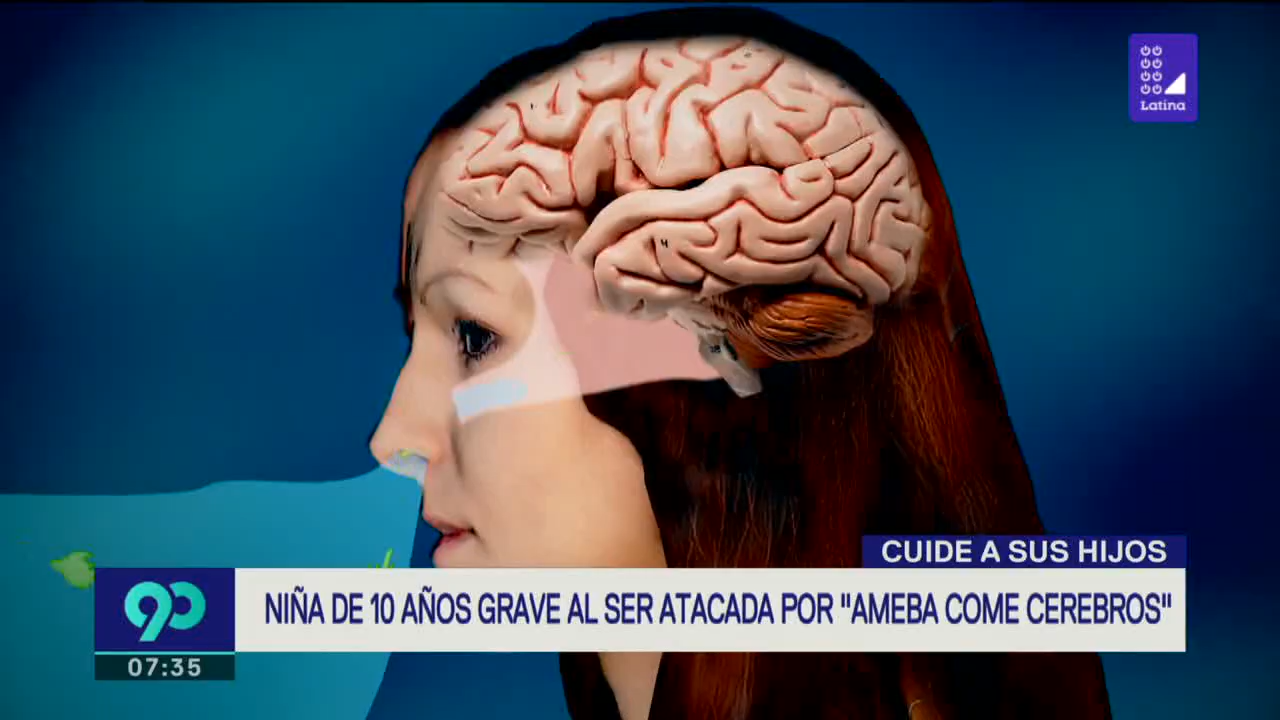 Latina
CUIDE A SUS HIJOS
90
NIÑA DE 10 AÑOS GRAVE AL SER ATACADA POR "AMEBA COME CEREBROS"
07:35
4